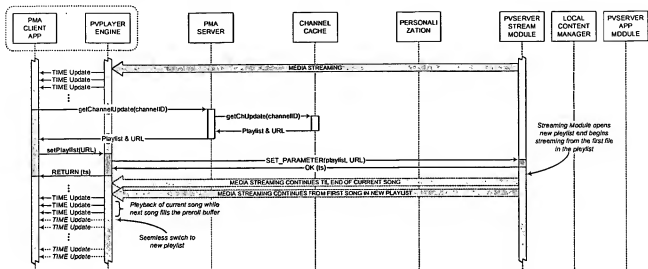 PMA
CLIENT
APP
PVPLAYER
ENGINE
PMA
SERVER
CHANNEL
CACHE
PERSONALI
ZATION
PVSERVER
STREAM
MODULE
LOCAL
CONTENT
MANAGER
PVSERVER
APP
MODULE
MEDIA STREAMING
TIME Update
TIME Update
TIME Update
getChannelUpdate(channelID)
getChUpdate(channelID)
Playlist & URL
Playlist & URL
setPlaylist(URL)
SET_PARAMETER(playlist, URL)
OK (ts)
RETURN (ts)
Streaming Module opens
new playlist end begins
streaming from the first file
in the playlist
MEDIA STREAMING CONTINUES TIL END OF CURRENT SONG
MEDIA STREAMING CONTINUES FROM FIRST SONG IN NEW PLAYLIST
TIME Update
TIME Update
TIME Update
TIME Update
TIME Update
Playback of current song while
next song fills the preroll buffer
Seemless switch to
new playlist
TIME Update
TIME Update